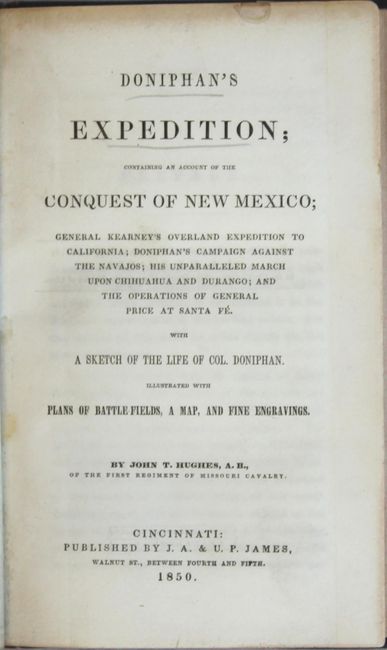 DONIPHAN'S
EXPEDITION;
CONTAINING AN ACCOUNT OF THE
CONQUEST OF NEW MEXICO;
GENERAL KEARNEY'S OVERLAND EXPEDITION TO
CALIFORNIA; DONIPHAN'S CAMPAIGN AGAINST
THE NAVAJOS; HIS UNPARALLELED MARCH
UPON CHIHUAHUA AND DURANGO; AND
THE OPERATIONS OF GENERAL
PRICE AT SANTA FÉ.
WITH
A SKETCH OF THE LIFE OF COL. DONIPHAN.
ILLUSTRATED WITH
PLANS OF BATTLE FIELDS, A MAP, AND FINE ENGRAVINGS.
BY JOHN T. HUGHES, A. B.,
OF THE FIRST REGIMENT OF MISSOURI CAVALRY.
CINCINNATI:
PUBLISHED BY J. A. & U. P. JAMES,
WALNUT ST., BETWEEN FOURTH AND FIFTH.
1850.